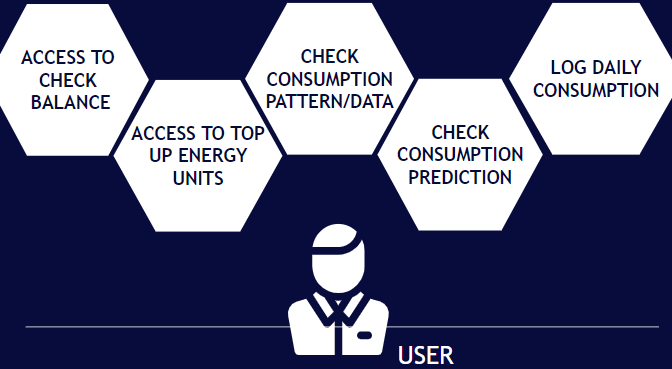 ACCESS TO
CHECK
BALANCE
ACCESS TO TOP
UP ENERGY
UNITS
CHECK
CONSUMPTION
PATTERN/DATA
CHECK
CONSUMPTION
PREDICTION
LOG DAILY
CONSUMPTION
USER